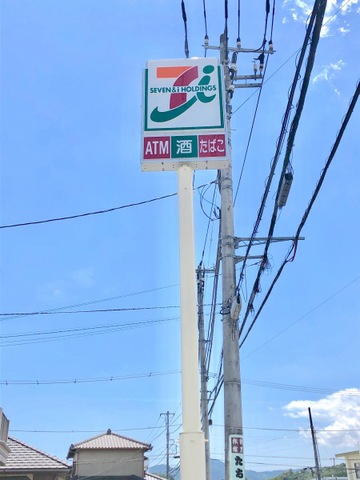 SEVEN&i HOLDINGS
ATM 酒 たばこ